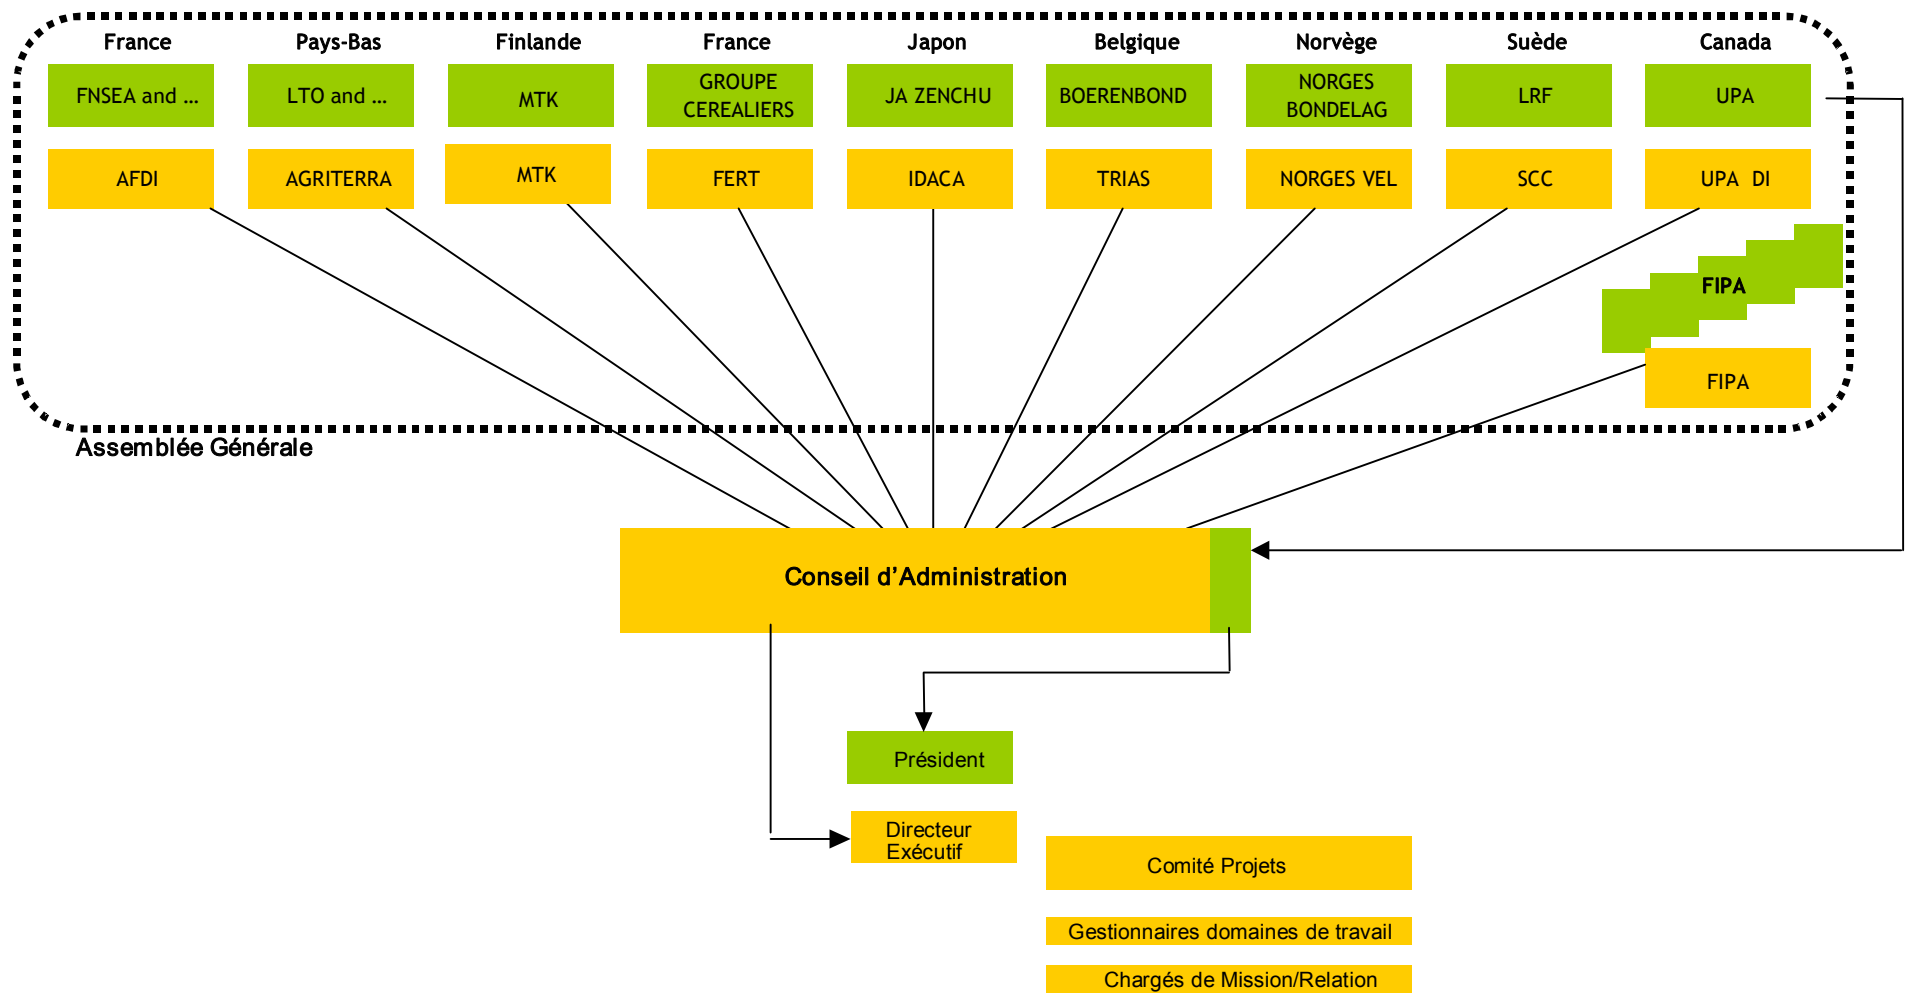 France Pays-Bas Finlande France Japon Belgique Norvège Suède Canada
FNSEA and ...
LTO and ...
MTK
GROUPE
CEREALIERS
JA ZENCHU
BOERENBOND
NORGES
BONDELAG
LRF
UPA
AFDI
AGRITERRA
MTK
FERT
IDACA
TRIAS
NORGES VEL
SCC
UPA DI
FIPA
FIPA
Assemblée Générale
Conseil d'Administration
Président
Directeur
Exécutif
Comité Projets
Gestionnaires domaines de travail
Chargés de Mission/Relation